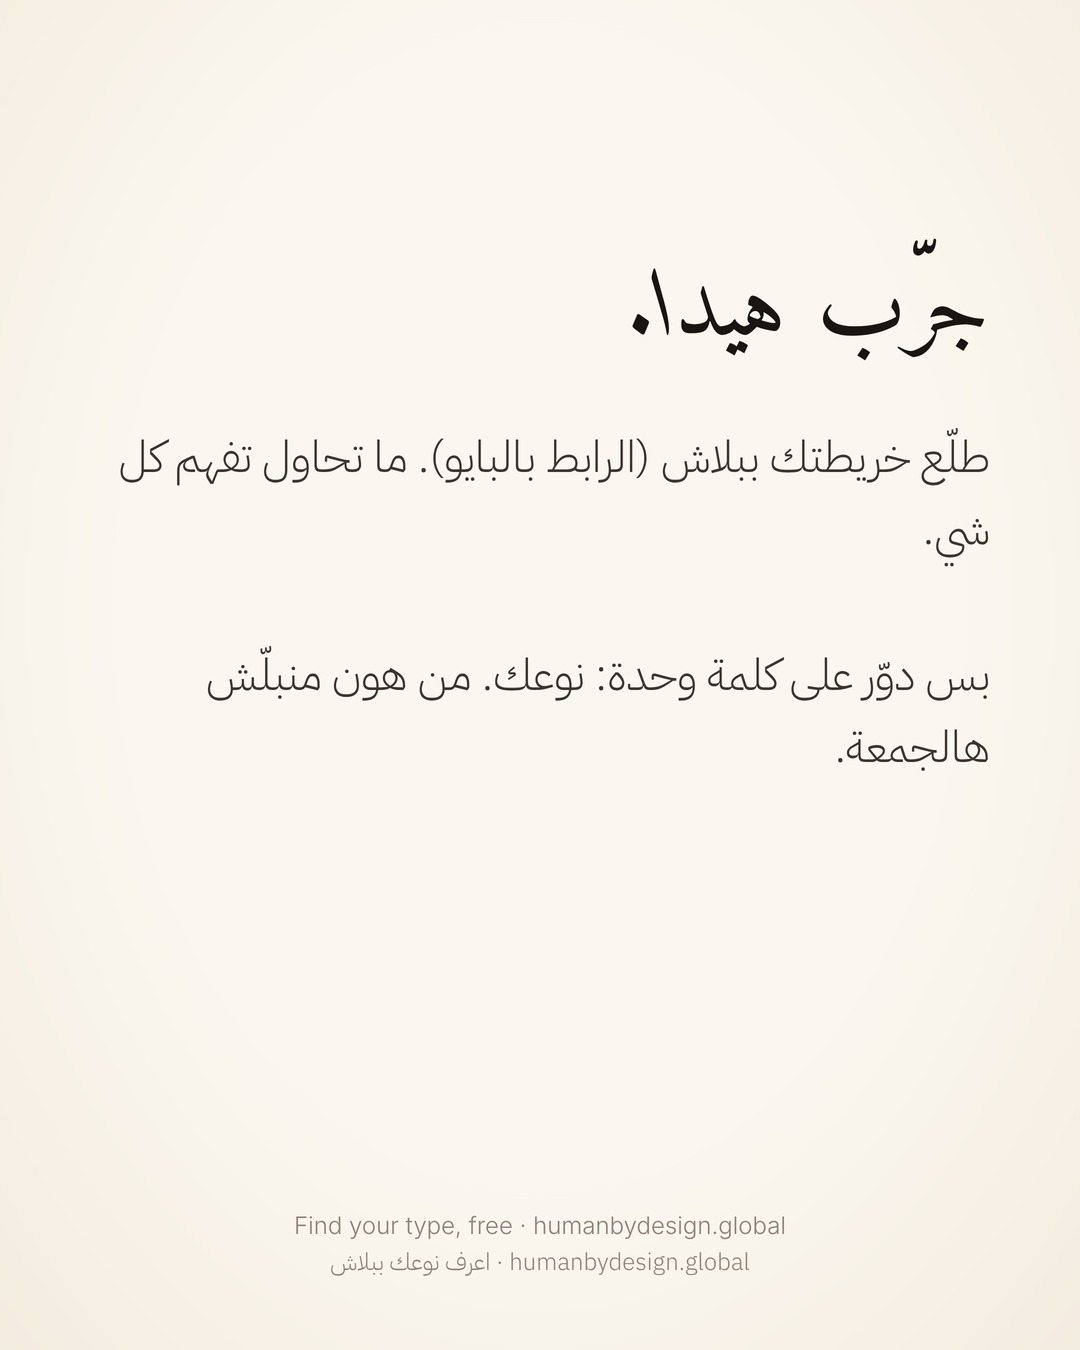 جرّب هيدا.
طلّع خريطتك ببلاش (الرابط بالبايو). ما تحاول تفهم كل
شي.
بس دوّر على كلمة وحدة: نوعك. من هون منبلّش
هالجمعة.
Find your type, free · humanbydesign.global
اعرف نوعك ببلاش · humanbydesign.global